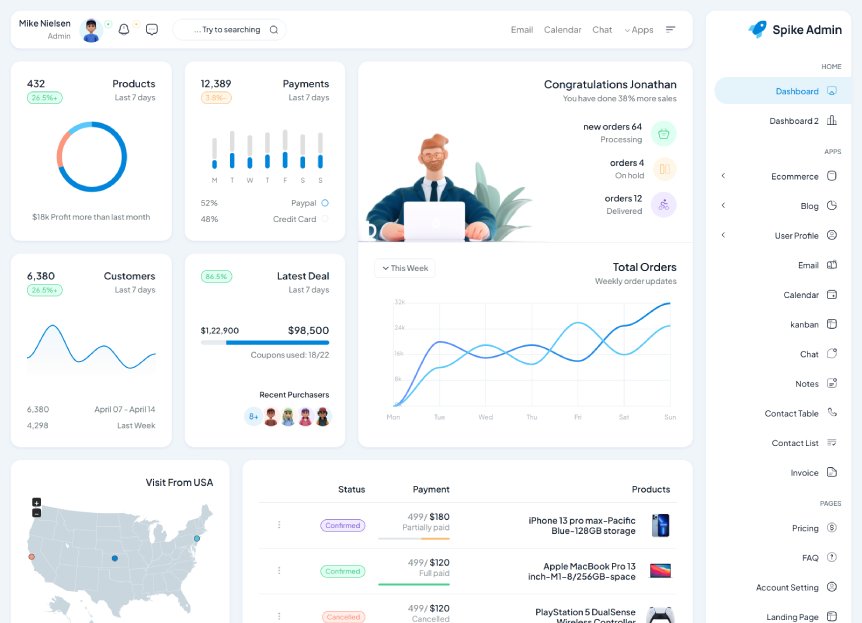 Mike Nielsen
Admin
...Try to searching
Email
Calendar
Chat
Apps
Spike Admin
HOME
Dashboard
Dashboard 2
APPS
Ecommerce
Blog
User Profile
Email
Calendar
kanban
Chat
Notes
Contact Table
Contact List
Invoice
PAGES
Pricing
FAQ
Account Setting
Landing Page
432
Products
26.5%+
Last 7 days
$18k Profit more than last month
12,389
Payments
3.8%-
Last 7 days
M T W T F S S
52%
Paypal
48%
Credit Card
Congratulations Jonathan
You have done 38% more sales
new orders 64
Processing
orders 4
On hold
orders 12
Delivered
6,380
Customers
26.5%+
Last 7 days
6,380
April 07 - April 14
4,298
Last Week
86.5%
Latest Deal
Last 7 days
$1,22,900
$98,500
Coupons used: 18/22
Recent Purchasers
8+
This Week
Total Orders
Weekly order updates
32k
24k
16k
8k
Mon Tue Wed Thu Fri Sat Sun
Visit From USA
+
-
Status
Payment
Products
Confirmed
499/ $180
Partially paid
iPhone 13 pro max-Pacific
Blue-128GB storage
Confirmed
499/ $120
Full paid
Apple MacBook Pro 13
inch-M1-8/256GB-space
Cancelled
499/ $120
Cancelled
PlayStation 5 DualSense
Wireless Controller